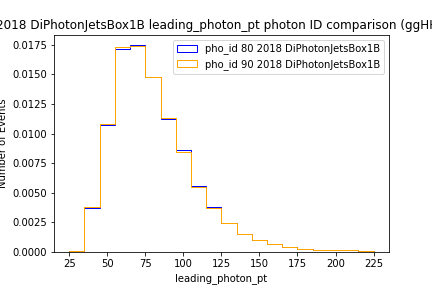 2018 DiPhotonJetsBox1B leading_photon_pt photon ID comparison (ggHH
pho_id 80 2018 DiPhotonJetsBox1B
pho_id 90 2018 DiPhotonJetsBox1B
Number of Events
0.0175
0.0150
0.0125
0.0100
0.0075
0.0050
0.0025
0.0000
25 50 75 100 125 150 175 200 225
leading_photon_pt